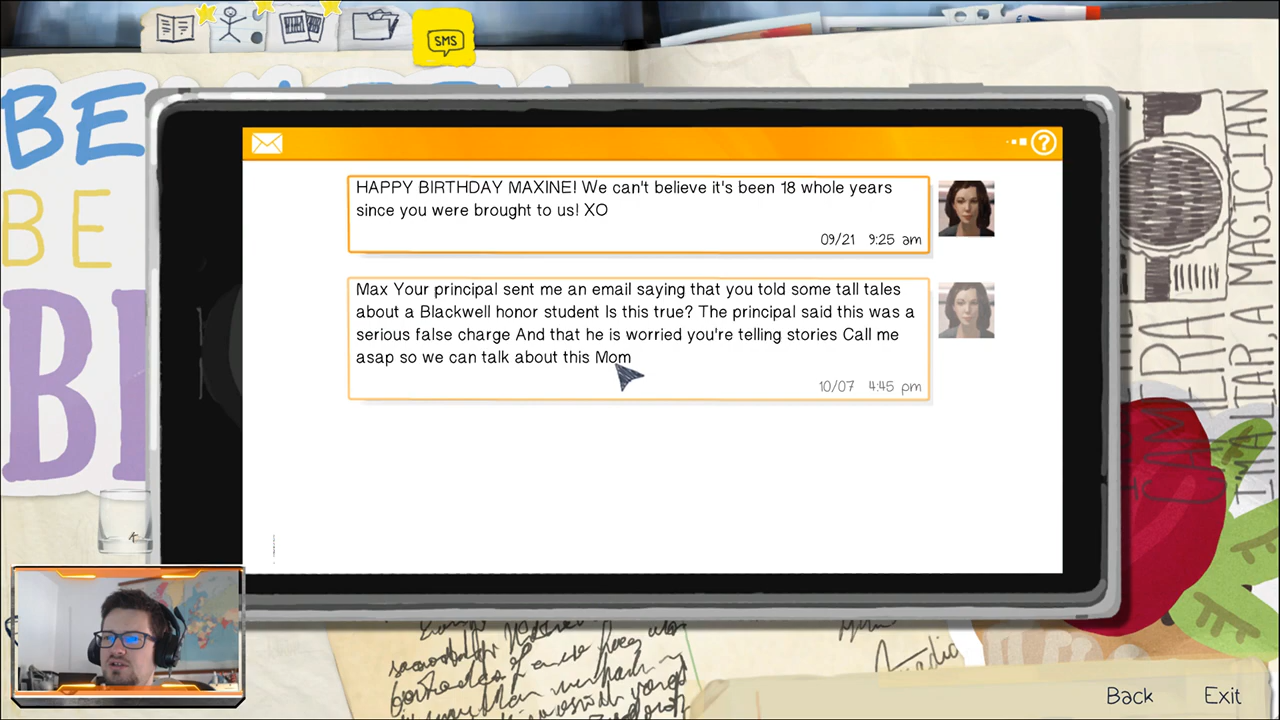 SMS
BE
BE
HAPPY BIRTHDAY MAXINE! We can't believe it's been 18 whole years
since you were brought to us! XO
09/21 9:25 am
Max Your principal sent me an email saying that you told some tall tales
about a Blackwell honor student Is this true? The principal said this was a
serious false charge And that he is worried you're telling stories Call me
asap so we can talk about this Mom
10/07 4:45 pm
CAMERA
MAGICIAN
Back
Exit